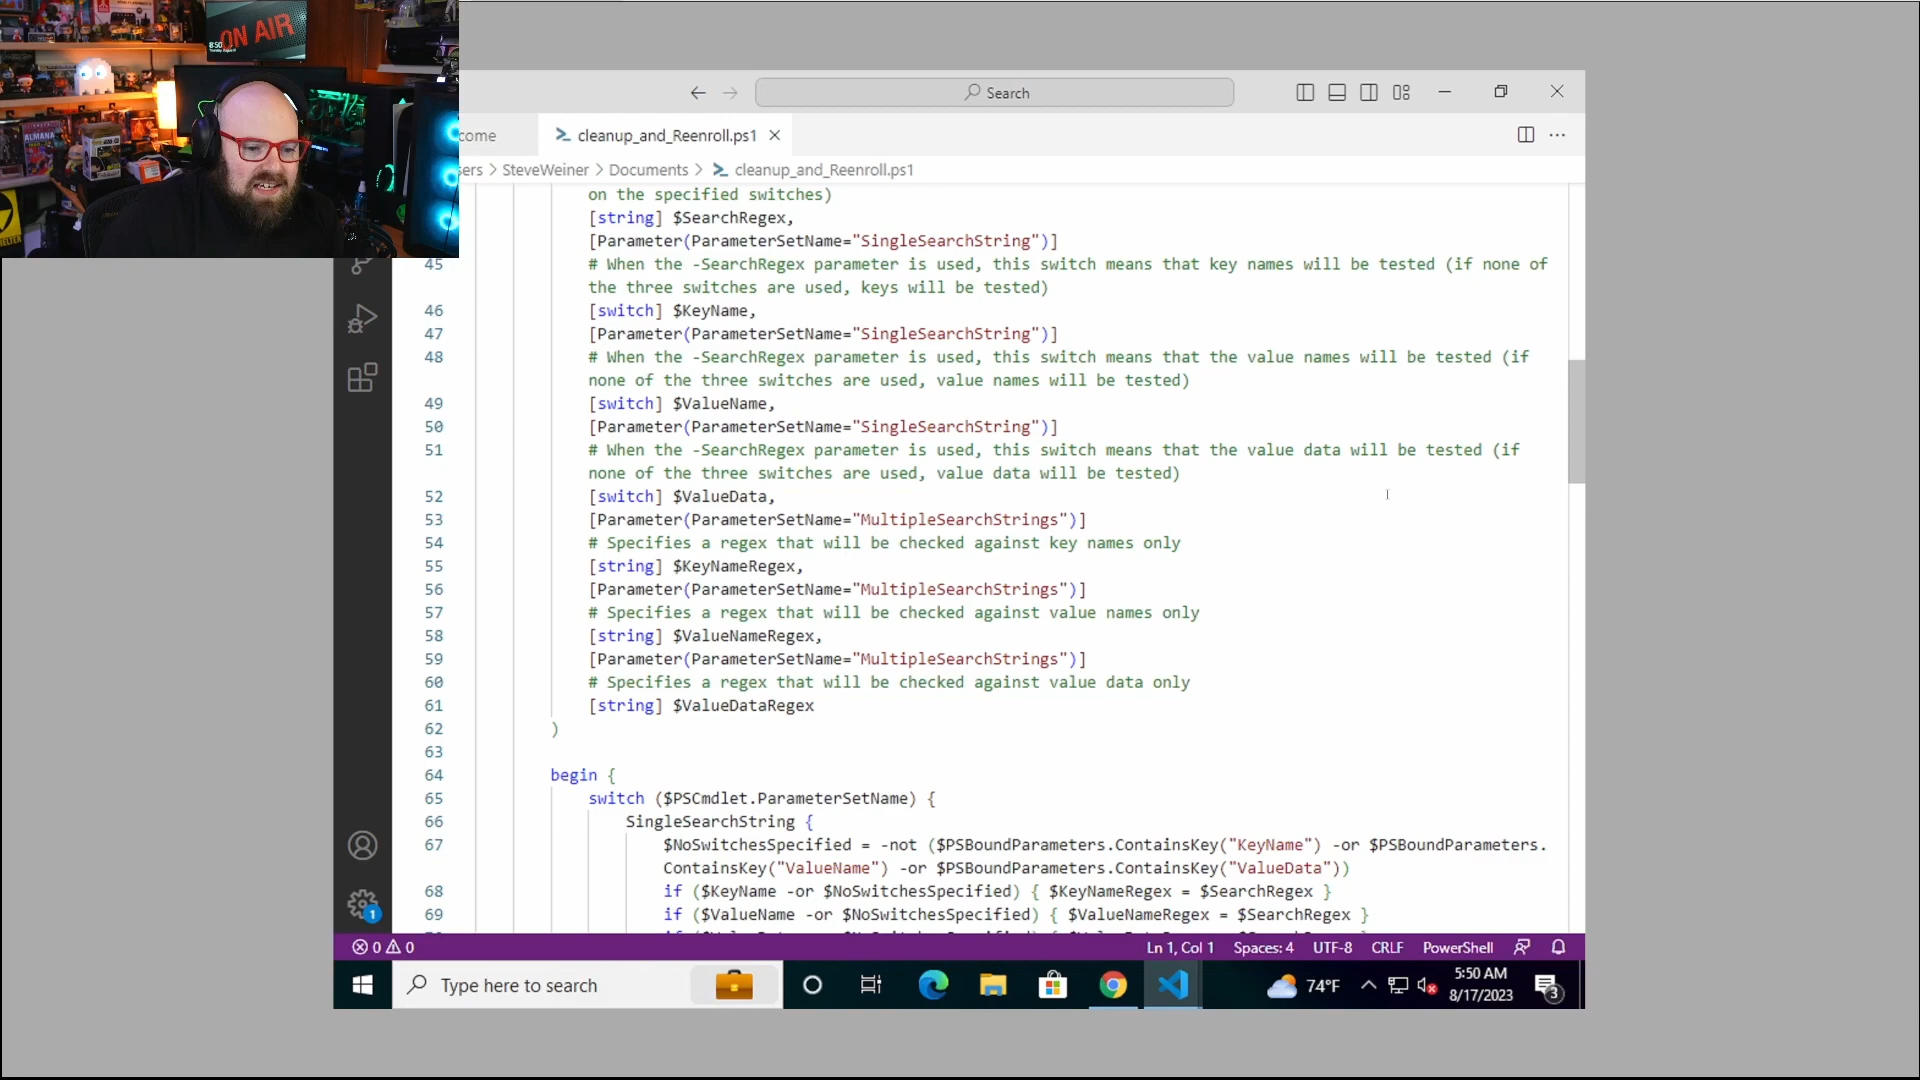 ON AIR
8:50
ALMANA
Search
come
cleanup_and_Reenroll.ps1
sers > SteveWeiner > Documents > cleanup_and_Reenroll.ps1
on the specified switches)
[string] $SearchRegex,
[Parameter(ParameterSetName="SingleSearchString")]
45 # When the -SearchRegex parameter is used, this switch means that key names will be tested (if none of
the three switches are used, keys will be tested)
46 [switch] $KeyName,
47 [Parameter(ParameterSetName="SingleSearchString")]
48 # When the -SearchRegex parameter is used, this switch means that the value names will be tested (if
none of the three switches are used, value names will be tested)
49 [switch] $ValueName,
50 [Parameter(ParameterSetName="SingleSearchString")]
51 # When the -SearchRegex parameter is used, this switch means that the value data will be tested (if
none of the three switches are used, value data will be tested)
52 [switch] $ValueData,
53 [Parameter(ParameterSetName="MultipleSearchStrings")]
54 # Specifies a regex that will be checked against key names only
55 [string] $KeyNameRegex,
56 [Parameter(ParameterSetName="MultipleSearchStrings")]
57 # Specifies a regex that will be checked against value names only
58 [string] $ValueNameRegex,
59 [Parameter(ParameterSetName="MultipleSearchStrings")]
60 # Specifies a regex that will be checked against value data only
61 [string] $ValueDataRegex
62 )
63
64 begin {
65 switch ($PSCmdlet.ParameterSetName) {
66 SingleSearchString {
67 $NoSwitchesSpecified = -not ($PSBoundParameters.ContainsKey("KeyName") -or $PSBoundParameters.
ContainsKey("ValueName") -or $PSBoundParameters.ContainsKey("ValueData"))
68 if ($KeyName -or $NoSwitchesSpecified) { $KeyNameRegex = $SearchRegex }
69 if ($ValueName -or $NoSwitchesSpecified) { $ValueNameRegex = $SearchRegex }
1
0 0 Ln 1, Col 1 Spaces: 4 UTF-8 CRLF PowerShell
Type here to search
74°F
5:50 AM
8/17/2023
3